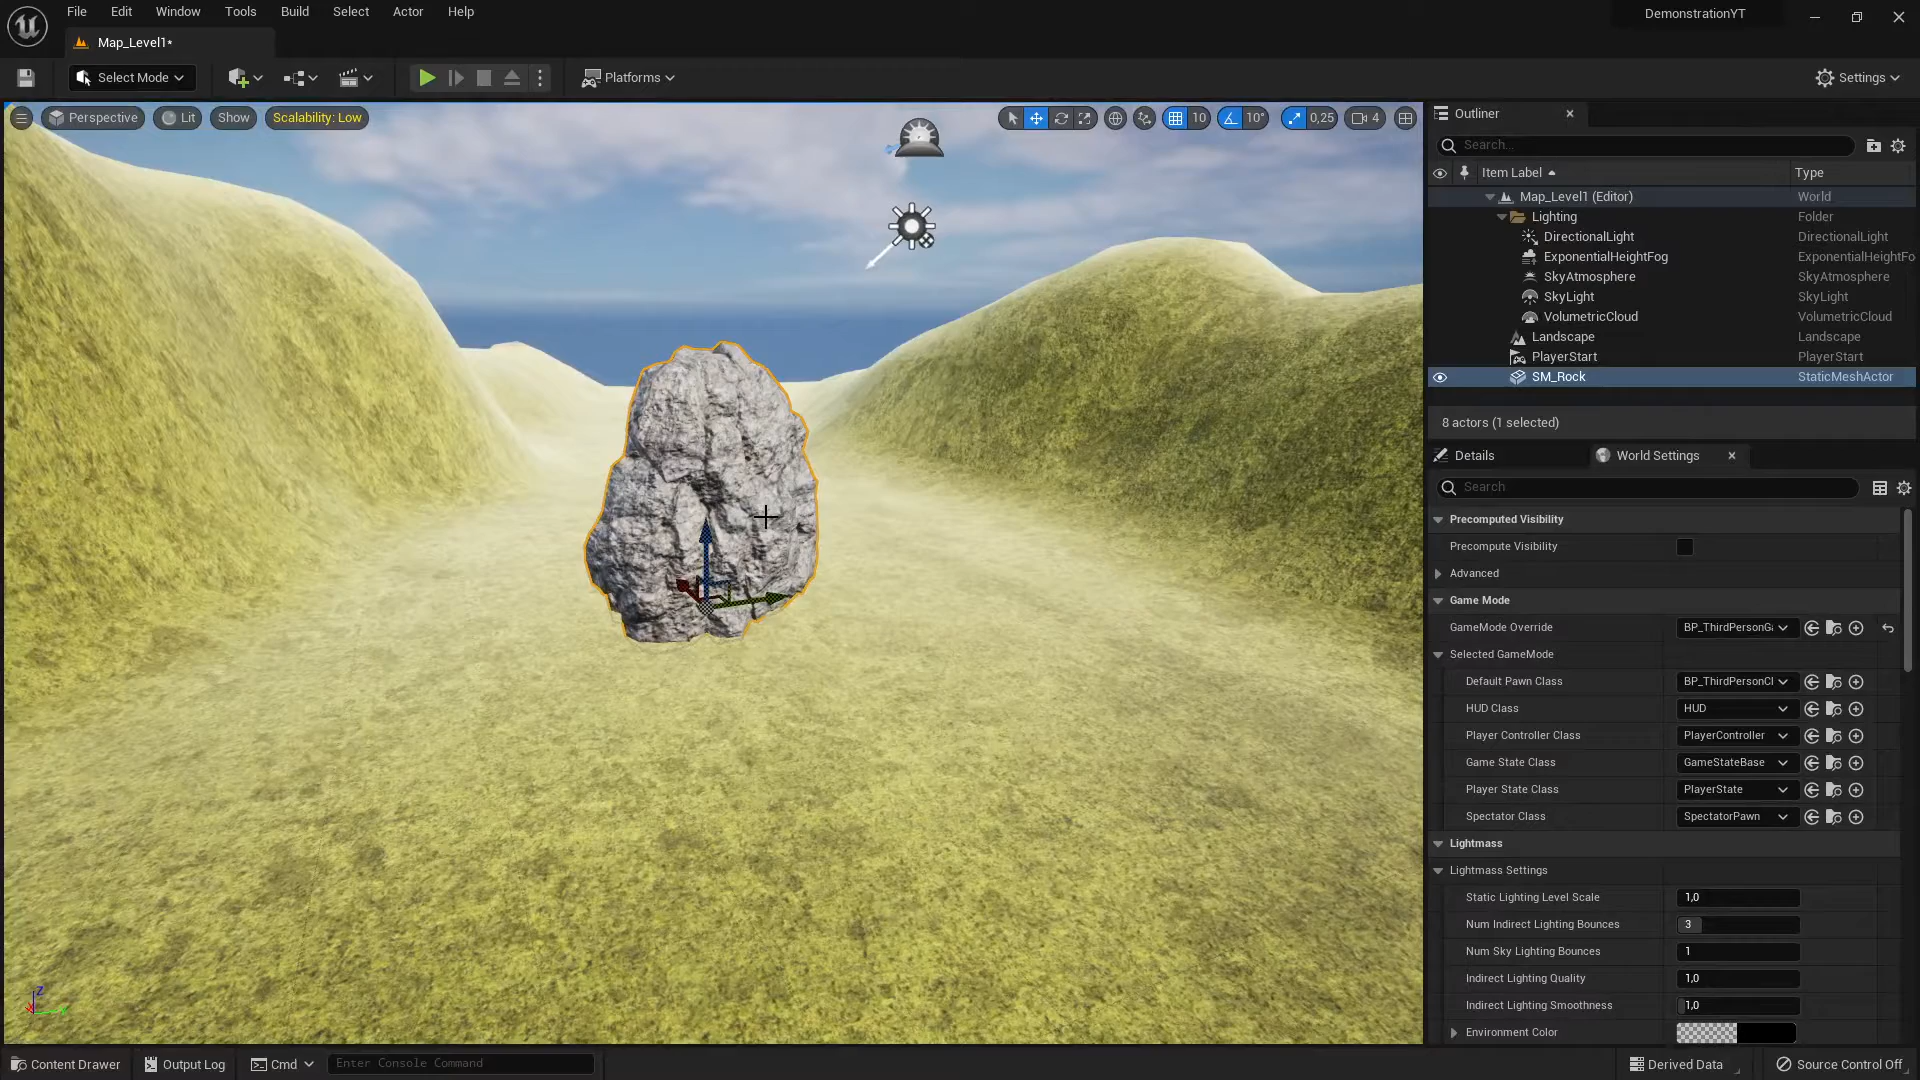 File Edit Window Tools Build Select Actor Help
DemonstrationYT
Map_Level1*
Select Mode
Platforms
Settings
Perspective Lit Show Scalability: Low
10 10° 0,25 4
Outliner
Search...
Item Label Type
Map_Level1 (Editor) World
Lighting Folder
DirectionalLight DirectionalLight
ExponentialHeightFog ExponentialHeightFo
SkyAtmosphere SkyAtmosphere
SkyLight SkyLight
VolumetricCloud VolumetricCloud
Landscape Landscape
PlayerStart PlayerStart
SM_Rock StaticMeshActor
8 actors (1 selected)
Details World Settings
Search
Precomputed Visibility
Precompute Visibility
Advanced
Game Mode
GameMode Override BP_ThirdPersonGa
Selected GameMode
Default Pawn Class BP_ThirdPersonCl
HUD Class HUD
Player Controller Class PlayerController
Game State Class GameStateBase
Player State Class PlayerState
Spectator Class SpectatorPawn
Lightmass
Lightmass Settings
Static Lighting Level Scale 1,0
Num Indirect Lighting Bounces 3
Num Sky Lighting Bounces 1
Indirect Lighting Quality 1,0
Indirect Lighting Smoothness 1,0
Environment Color
Z
Content Drawer Output Log Cmd Enter Console Command
Derived Data Source Control Off